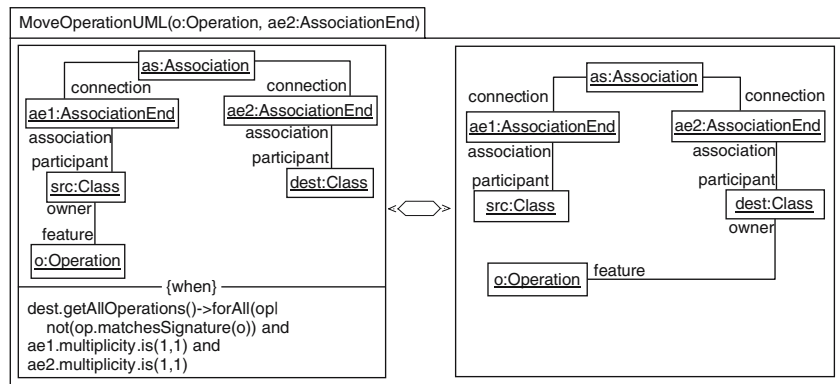 MoveOperationUML(o:Operation, ae2:AssociationEnd)
as:Association
connection
connection
ae1:AssociationEnd
ae2:AssociationEnd
association
association
participant
participant
src:Class
dest:Class
owner
feature
o:Operation
{when}
dest.getAllOperations()->forAll(op|
not(op.matchesSignature(o)) and
ae1.multiplicity.is(1,1) and
ae2.multiplicity.is(1,1)
as:Association
connection
connection
ae1:AssociationEnd
ae2:AssociationEnd
association
association
participant
participant
src:Class
dest:Class
owner
o:Operation
feature